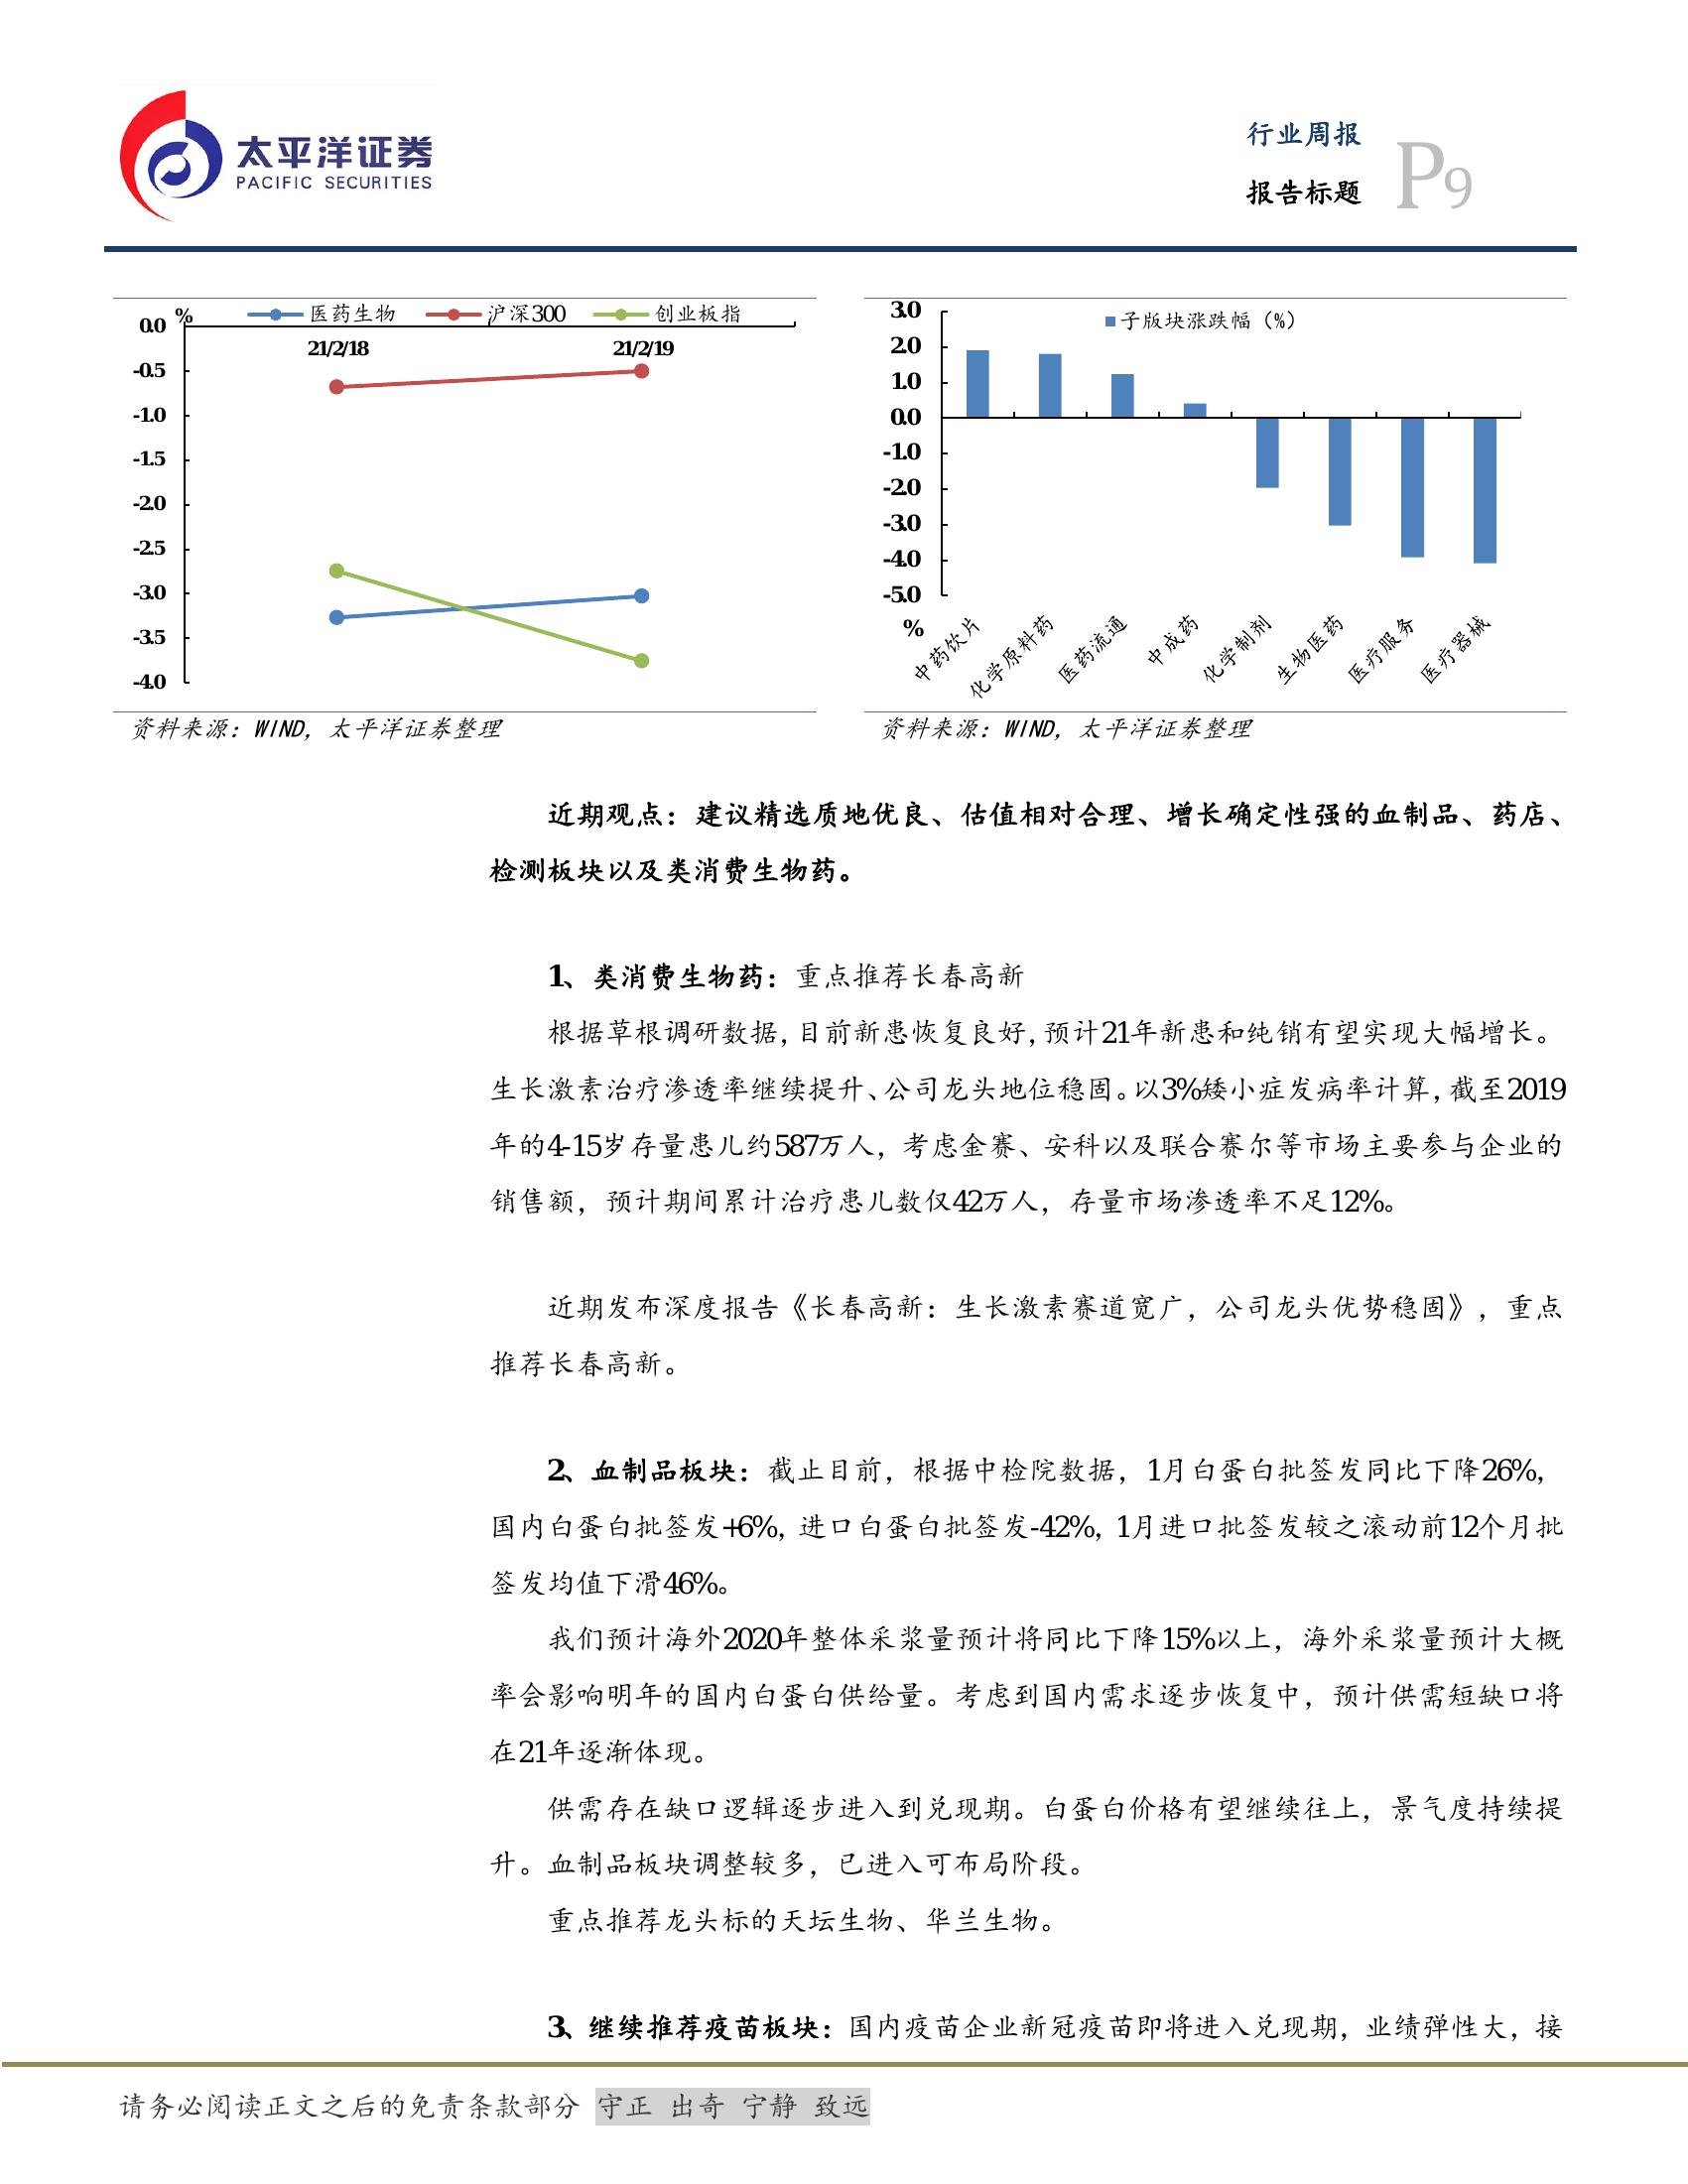 太平洋证券
PACIFIC SECURITIES
行业周报
报告标题
P9
%
医药生物 沪深300 创业板指
0.0
21/2/18 21/2/19
-0.5
-1.0
-1.5
-2.0
-2.5
-3.0
-3.5
-4.0
资料来源：WIND，太平洋证券整理
子版块涨跌幅（%）
3.0
2.0
1.0
0.0
-1.0
-2.0
-3.0
-4.0
-5.0
%
中药饮片 化学原料药 医药流通 中成药 化学制剂 生物医药 医疗服务 医疗器械
资料来源：WIND，太平洋证券整理
近期观点：建议精选质地优良、估值相对合理、增长确定性强的血制品、药店、
检测板块以及类消费生物药。
1、类消费生物药：重点推荐长春高新
根据草根调研数据，目前新患恢复良好，预计21年新患和纯销有望实现大幅增长。
生长激素治疗渗透率继续提升、公司龙头地位稳固。以3%矮小症发病率计算，截至2019
年的4-15岁存量患儿约587万人，考虑金赛、安科以及联合赛尔等市场主要参与企业的
销售额，预计期间累计治疗患儿数仅42万人，存量市场渗透率不足12%。
近期发布深度报告《长春高新：生长激素赛道宽广，公司龙头优势稳固》，重点
推荐长春高新。
2、血制品板块：截止目前，根据中检院数据，1月白蛋白批签发同比下降26%，
国内白蛋白批签发+6%，进口白蛋白批签发-42%，1月进口批签发较之滚动前12个月批
签发均值下滑46%。
我们预计海外2020年整体采浆量预计将同比下降15%以上，海外采浆量预计大概
率会影响明年的国内白蛋白供给量。考虑到国内需求逐步恢复中，预计供需短缺口将
在21年逐渐体现。
供需存在缺口逻辑逐步进入到兑现期。白蛋白价格有望继续往上，景气度持续提
升。血制品板块调整较多，已进入可布局阶段。
重点推荐龙头标的天坛生物、华兰生物。
3、继续推荐疫苗板块：国内疫苗企业新冠疫苗即将进入兑现期，业绩弹性大，接
请务必阅读正文之后的免责条款部分 守正 出奇 宁静 致远